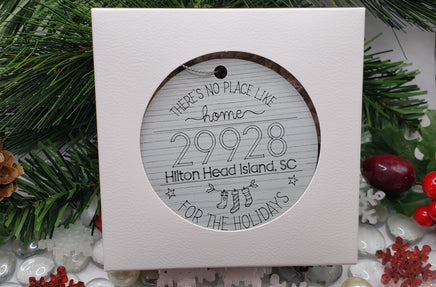 THERE'S NO PLACE LIKE
home
29928
Hilton Head Island, SC
FOR THE HOLIDAYS